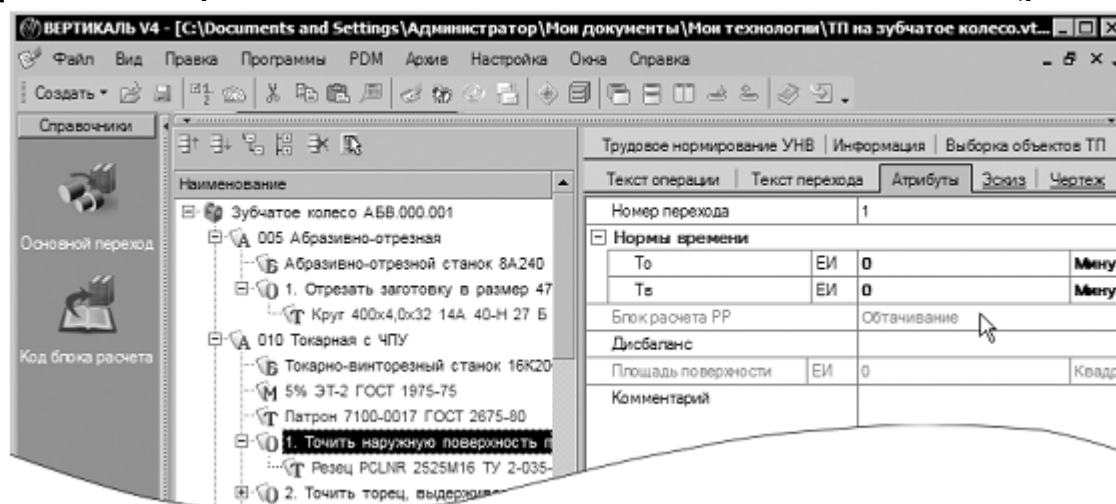 ВЕРТИКАЛЬ V4 - [C:\Documents and Settings\Администратор\Мои документы\Мои технологии\ТП на зубчатое колесо.vt...
Файл Вид Правка Программы PDM Архив Настройка Окна Справка
Создать
Справочники
Основной переход
Код блока расчета
Наименование
Зубчатое колесо АБВ.000.001
А 005 Абразивно-отрезная
Б Абразивно-отрезной станок 8А240
О 1. Отрезать заготовку в размер 47
Т Круг 400х4,0х32 14А 40-Н 27 Б
А 010 Токарная с ЧПУ
Б Токарно-винторезный станок 16К20
М 5% ЭТ-2 ГОСТ 1975-75
Т Патрон 7100-0017 ГОСТ 2675-80
О 1. Точить наружную поверхность п
Т Резец PCLNR 2525M16 ТУ 2-035-
О 2. Точить торец,
Трудовое нормирование УНВ Информация Выборка объектов ТП
Текст операции Текст перехода Атрибуты Эскиз Чертеж
Номер перехода 1
Нормы времени
То ЕИ 0 Мину
Тв ЕИ 0 Мину
Блок расчета РР Обтачивание
Дисбаланс
Площадь поверхности ЕИ 0 Квадр
Комментарий